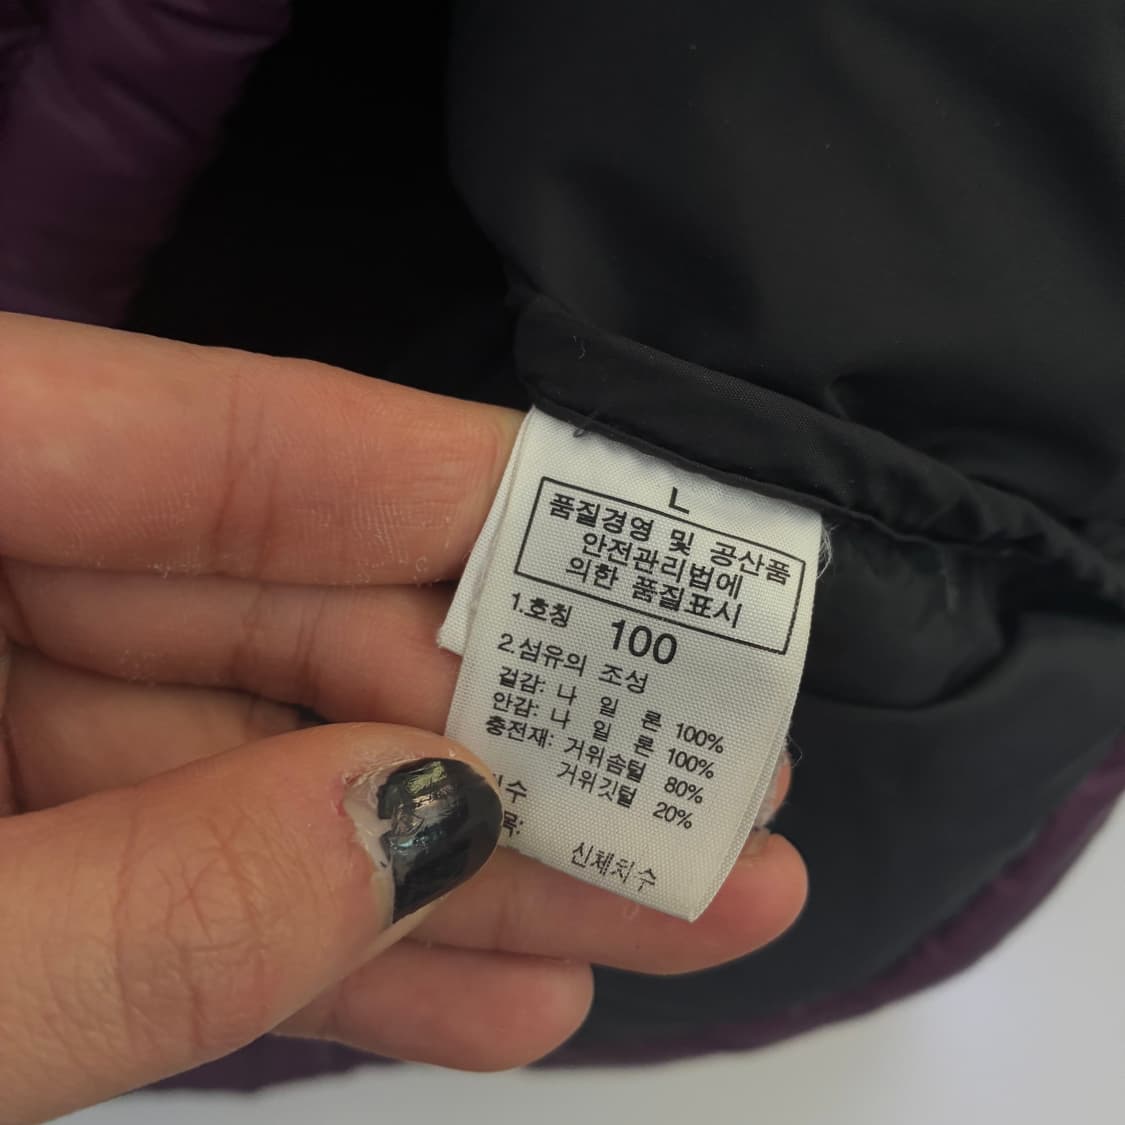 L
품질경영 및 공산품
안전관리법에
의한 품질표시
1.호칭 100
2.섬유의 조성
겉감: 나 일 론 100%
안감: 나 일 론 100%
충전재: 거위솜털 80%
거위깃털 20%
신체치수